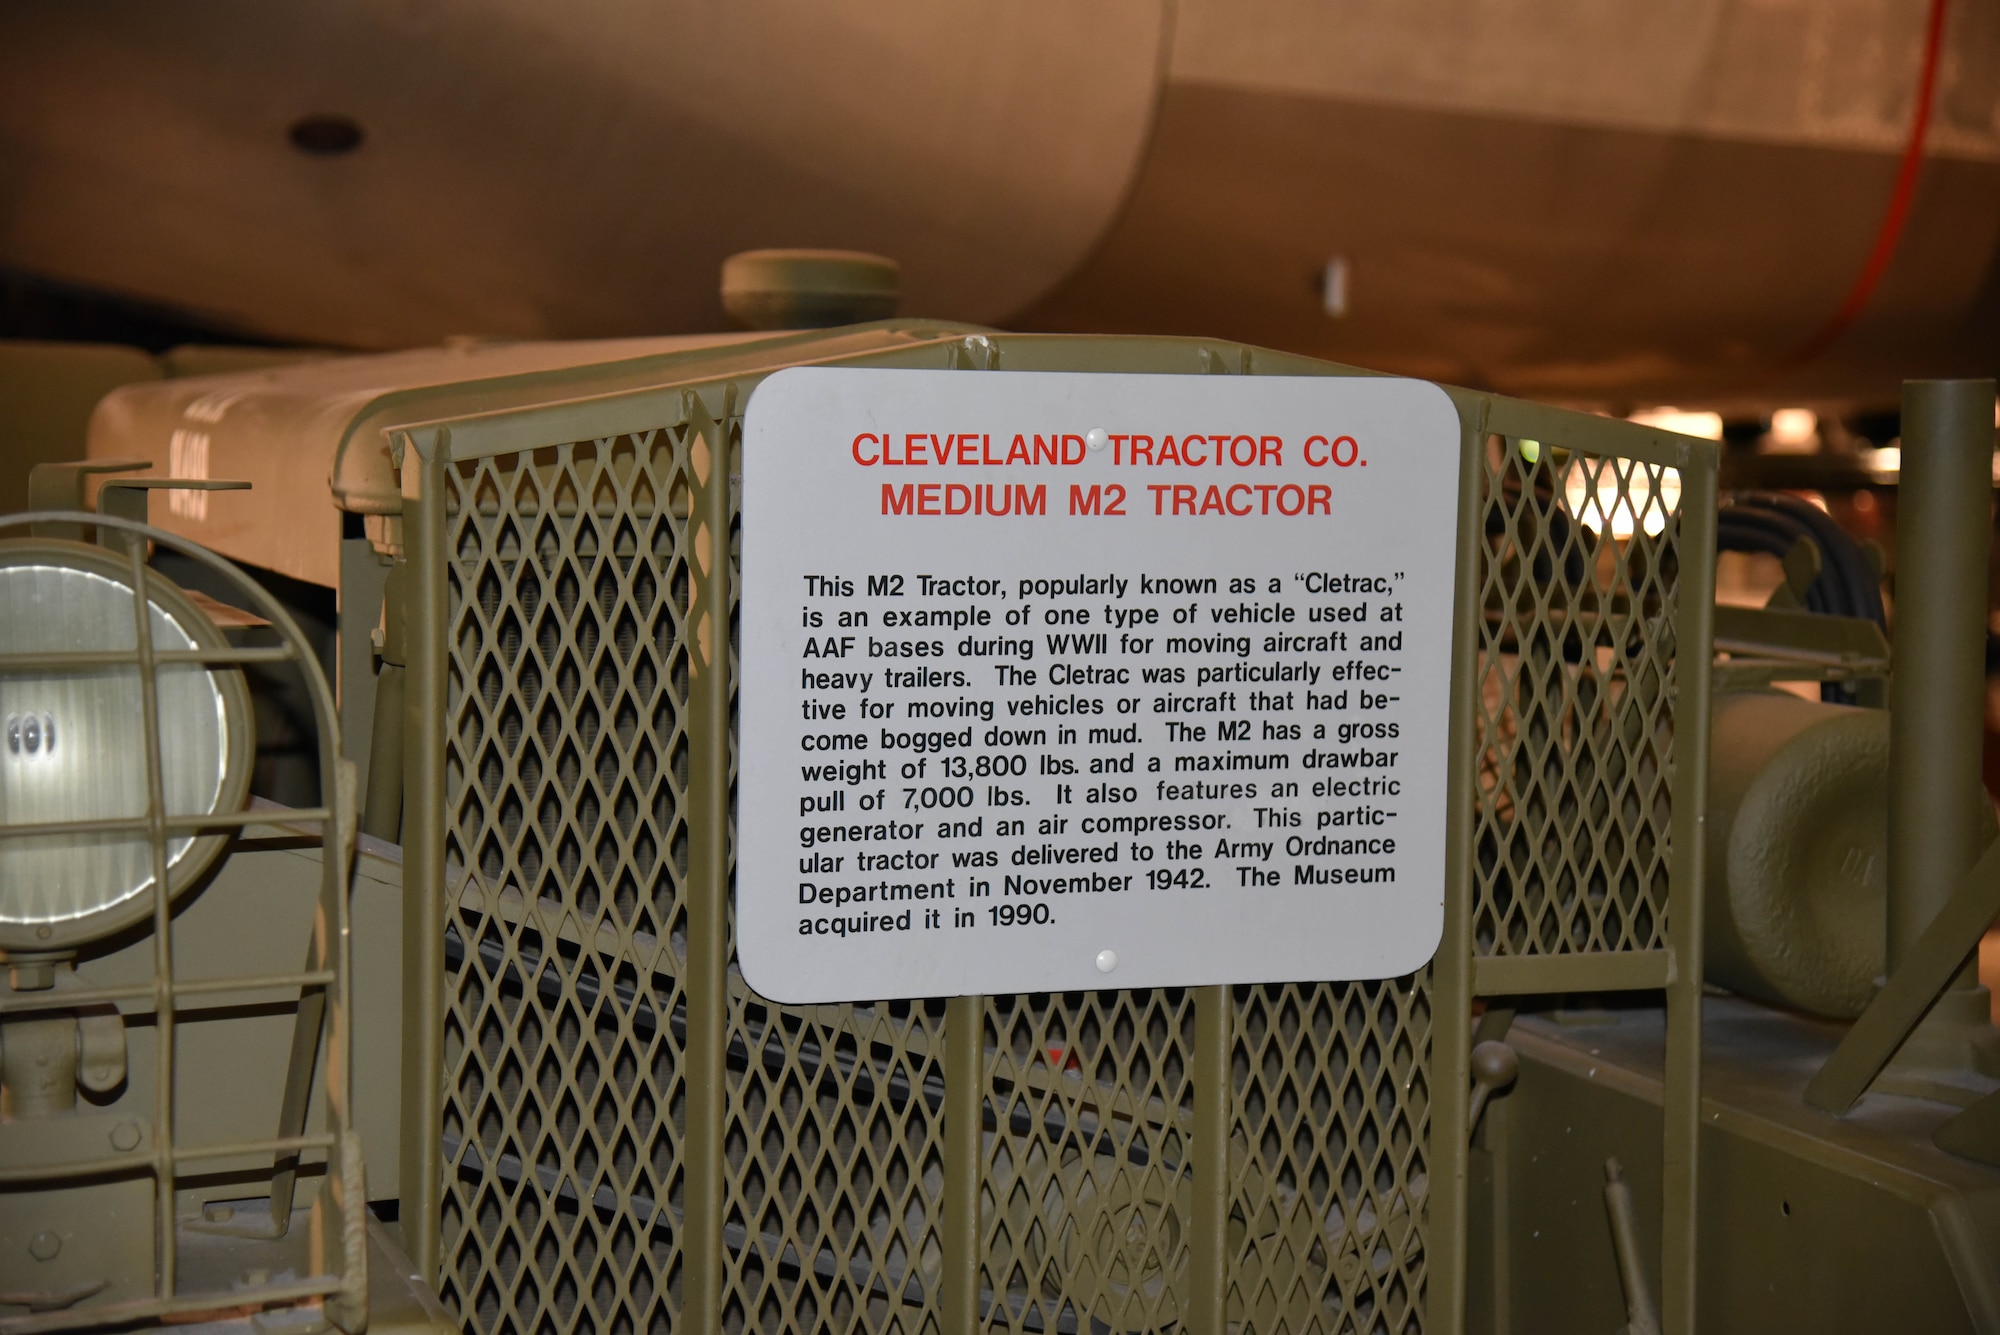 CLEVELAND TRACTOR CO.
MEDIUM M2 TRACTOR
This M2 Tractor, popularly known as a “Cletrac,”
is an example of one type of vehicle used at
AAF bases during WWII for moving aircraft and
heavy trailers. The Cletrac was particularly effec-
tive for moving vehicles or aircraft that had be-
come bogged down in mud. The M2 has a gross
weight of 13,800 lbs. and a maximum drawbar
pull of 7,000 lbs. It also features an electric
generator and an air compressor. This partic-
ular tractor was delivered to the Army Ordnance
Department in November 1942. The Museum
acquired it in 1990.